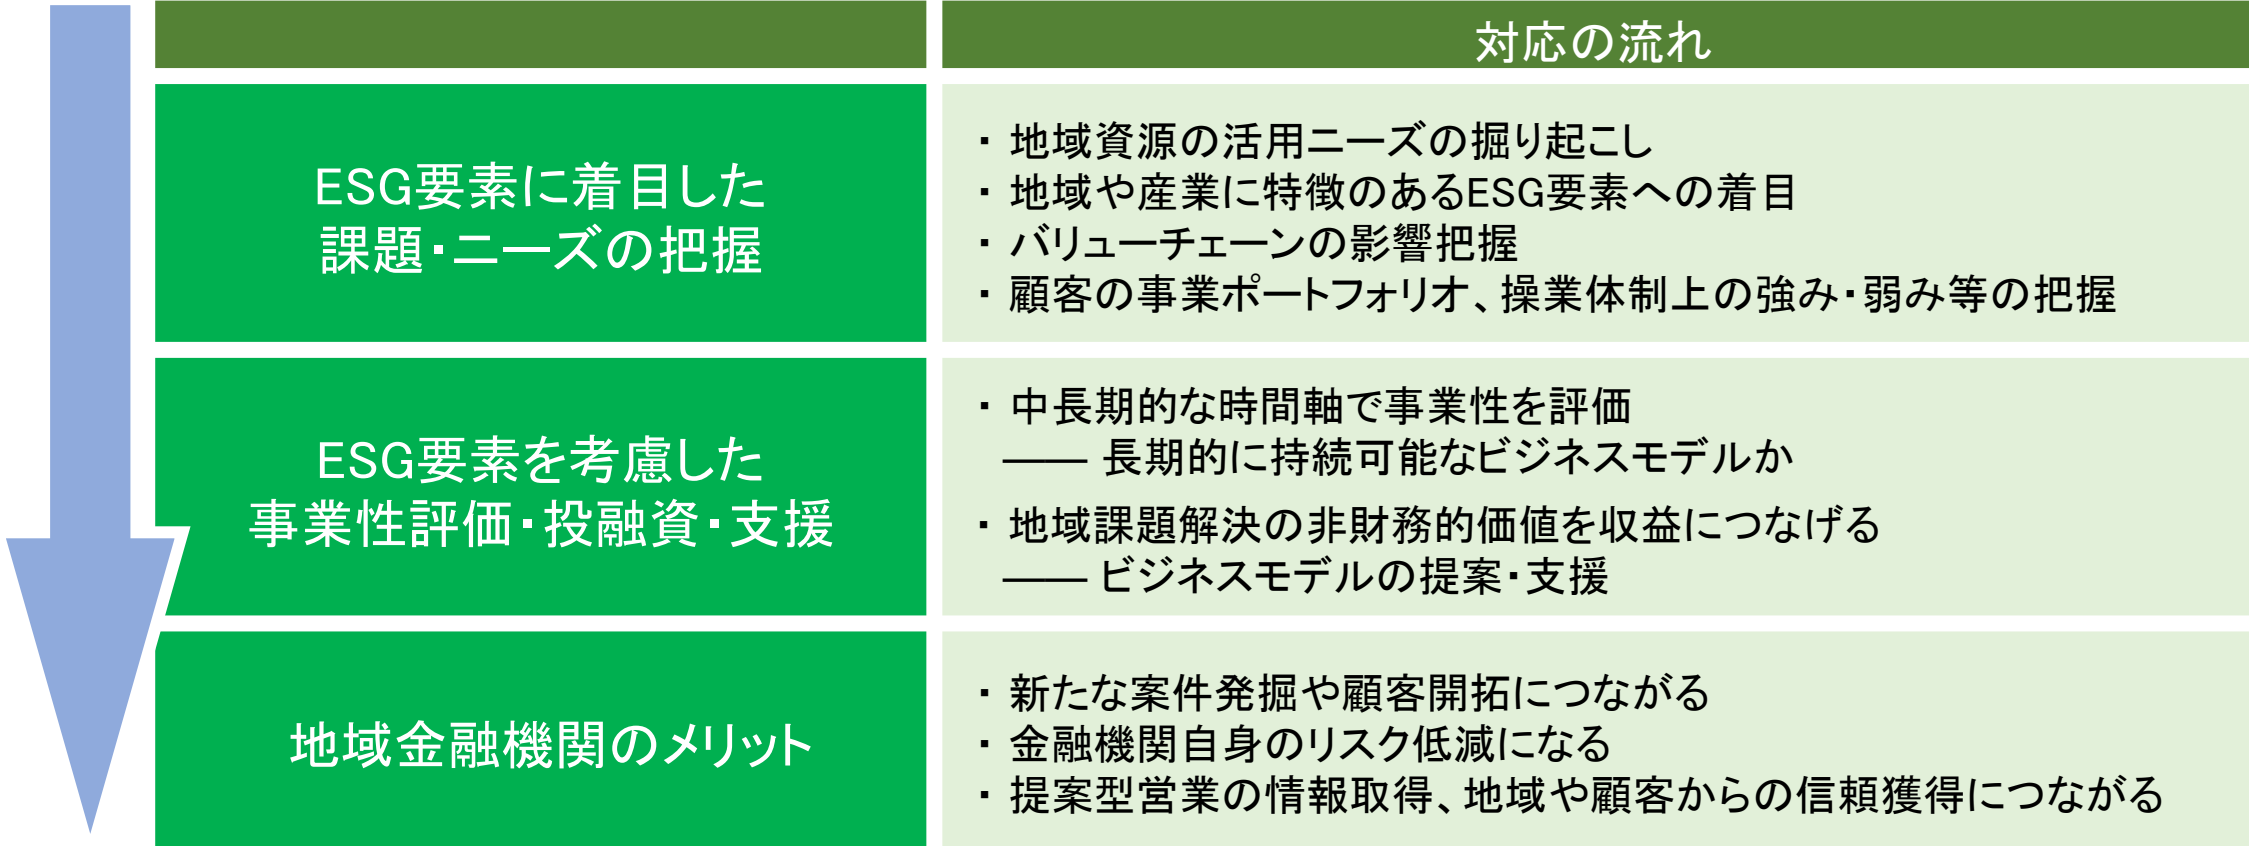 対応の流れ
ESG要素に着目した
課題・ニーズの把握
・ 地域資源の活用ニーズの掘り起こし
・ 地域や産業に特徴のあるESG要素への着目
・ バリューチェーンの影響把握
・ 顧客の事業ポートフォリオ、操業体制上の強み・弱み等の把握
ESG要素を考慮した
事業性評価・投融資・支援
・ 中長期的な時間軸で事業性を評価
―― 長期的に持続可能なビジネスモデルか
・ 地域課題解決の非財務的価値を収益につなげる
―― ビジネスモデルの提案・支援
地域金融機関のメリット
・ 新たな案件発掘や顧客開拓につながる
・ 金融機関自身のリスク低減になる
・ 提案型営業の情報取得、地域や顧客からの信頼獲得につながる